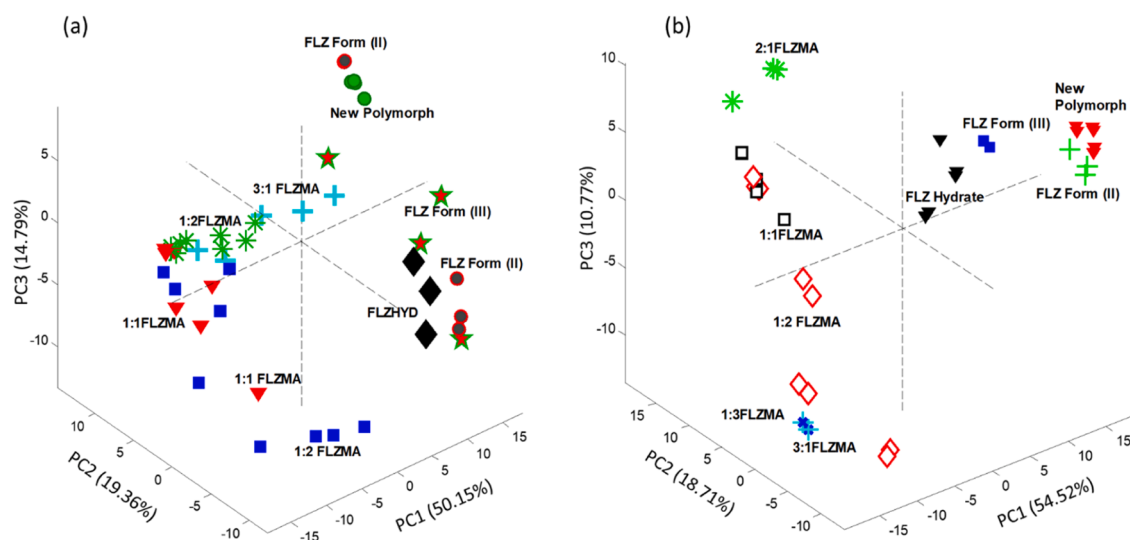 (a)
FLZ Form (II)
New Polymorph
3:1 FLZMA
1:2FLZMA
FLZ Form (III)
FLZ Form (II)
FLZHYD
1:1FLZMA
1:1 FLZMA
1:2 FLZMA
5
0
-5
-10
PC3 (14.79%)
10
5
0
-5
PC2 (19.36%)
-15
-10
-5
0
5
10
15
PC1 (50.15%)
(b)
2:1FLZMA
New
Polymorph
FLZ Form (III)
FLZ Form (II)
FLZ Hydrate
1:1FLZMA
1:2 FLZMA
1:3FLZMA
3:1FLZMA
10
5
0
-5
-10
PC3 (10.77%)
15
10
5
0
-5
-10
PC2 (18.71%)
-15
-10
-5
0
5
10
15
PC1 (54.52%)